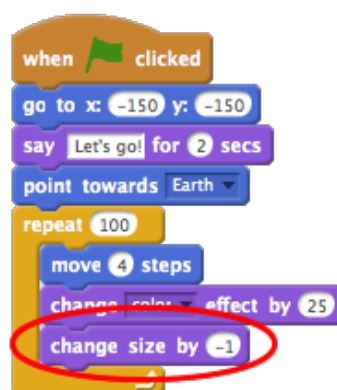 when clicked
go to x: -150 y: -150
say Let's go! for 2 secs
point towards Earth
repeat 100
move 4 steps
change color effect by 25
change size by -1